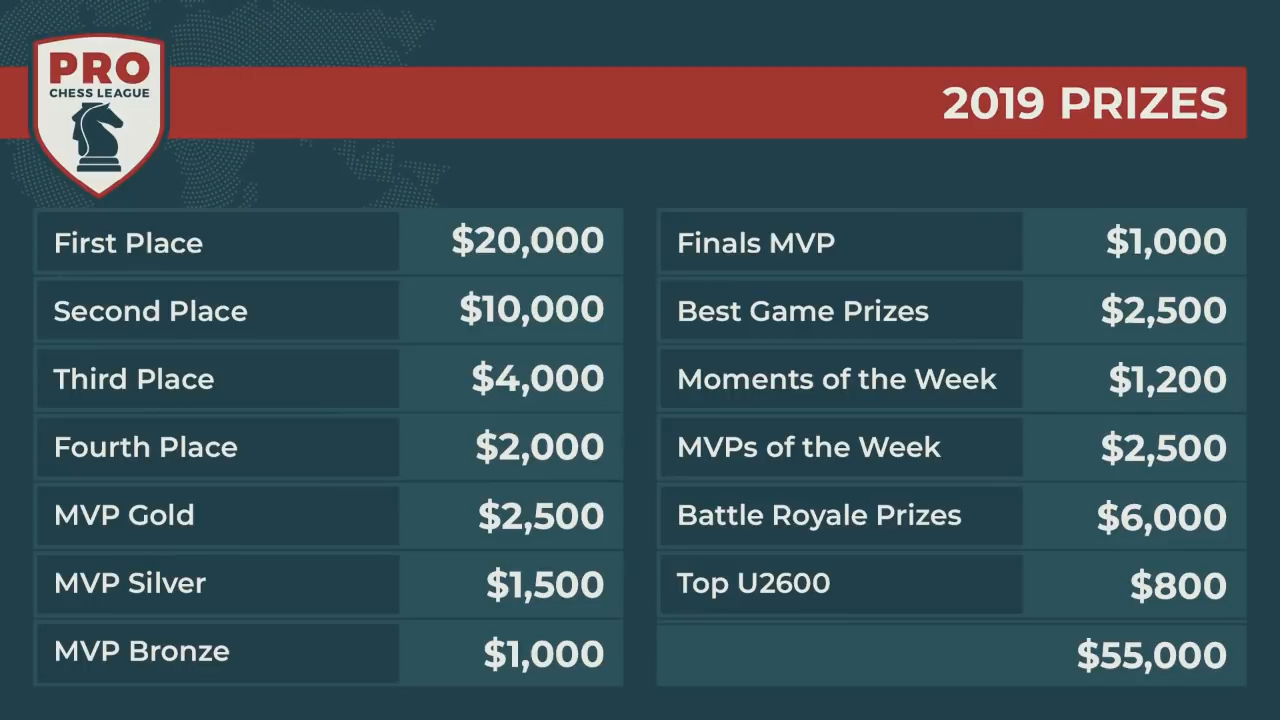 PRO
CHESS LEAGUE
2019 PRIZES
First Place $20,000
Second Place $10,000
Third Place $4,000
Fourth Place $2,000
MVP Gold $2,500
MVP Silver $1,500
MVP Bronze $1,000
Finals MVP $1,000
Best Game Prizes $2,500
Moments of the Week $1,200
MVPs of the Week $2,500
Battle Royale Prizes $6,000
Top U2600 $800
$55,000